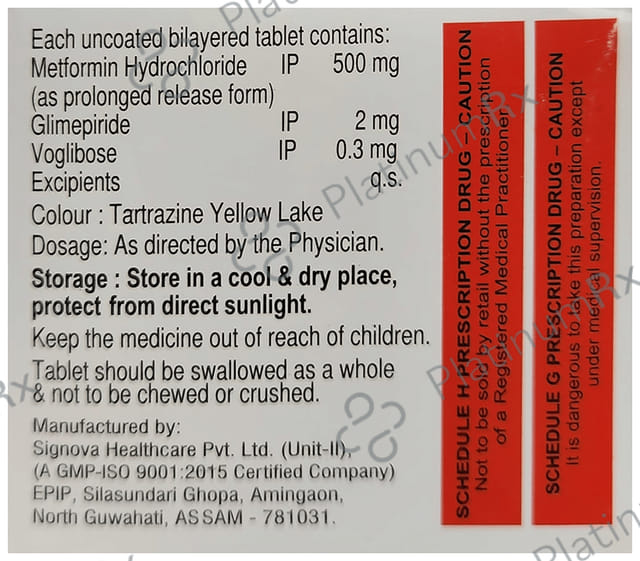 Each uncoated bilayered tablet contains:
Metformin Hydrochloride IP 500 mg
(as prolonged release form)
Glimepiride IP 2 mg
Voglibose IP 0.3 mg
Excipients q.s.
Colour : Tartrazine Yellow Lake
Dosage: As directed by the Physician.
Storage : Store in a cool & dry place,
protect from direct sunlight.
Keep the medicine out of reach of children.
Tablet should be swallowed as a whole
& not to be chewed or crushed.
Manufactured by:
Signova Healthcare Pvt. Ltd. (Unit-II),
(A GMP-ISO 9001:2015 Certified Company)
EPIP, Silasundari Ghopa, Amingaon,
North Guwahati, ASSAM - 781031.
SCHEDULE H PRESCRIPTION DRUG – CAUTION
Not to be sold by retail without the prescription
of a Registered Medical Practitioner.
SCHEDULE G PRESCRIPTION DRUG – CAUTION
It is dangerous to take this preparation except
under medical supervision.
PlatinumRx
PlatinumRx